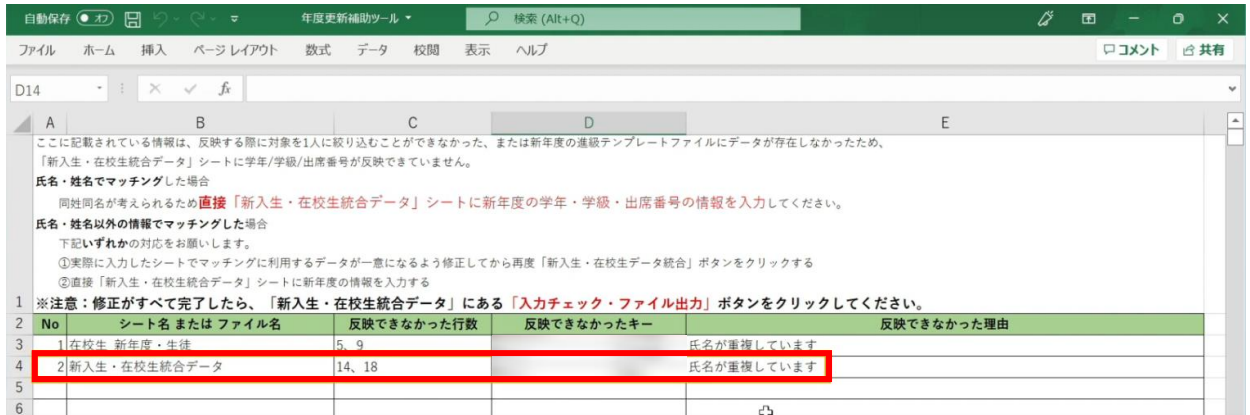 自動保存 オフ 年度更新補助ツール 検索 (Alt+Q)
ファイル ホーム 挿入 ページ レイアウト 数式 データ 校閲 表示 ヘルプ コメント 共有
D14 fx
A B C D E
ここに記載されている情報は、反映する際に対象を1人に絞り込むことができなかった、または新年度の進級テンプレートファイルにデータが存在しなかったため、
「新入生・在校生統合データ」シートに学年/学級/出席番号が反映できていません。
氏名・姓名でマッチングした場合
同姓同名が考えられるため直接「新入生・在校生統合データ」シートに新年度の学年・学級・出席番号の情報を入力してください。
氏名・姓名以外の情報でマッチングした場合
下記いずれかの対応をお願いします。
①実際に入力したシートでマッチングに利用するデータが一意になるよう修正してから再度「新入生・在校生データ統合」ボタンをクリックする
②直接「新入生・在校生統合データ」シートに新年度の情報を入力する
1 ※注意：修正がすべて完了したら、「新入生・在校生統合データ」にある「入力チェック・ファイル出力」ボタンをクリックしてください。
2 No シート名 または ファイル名 反映できなかった行数 反映できなかったキー 反映できなかった理由
3 1 在校生_新年度・生徒 5、9 氏名が重複しています
4 2 新入生・在校生統合データ 14、18 氏名が重複しています
5
6